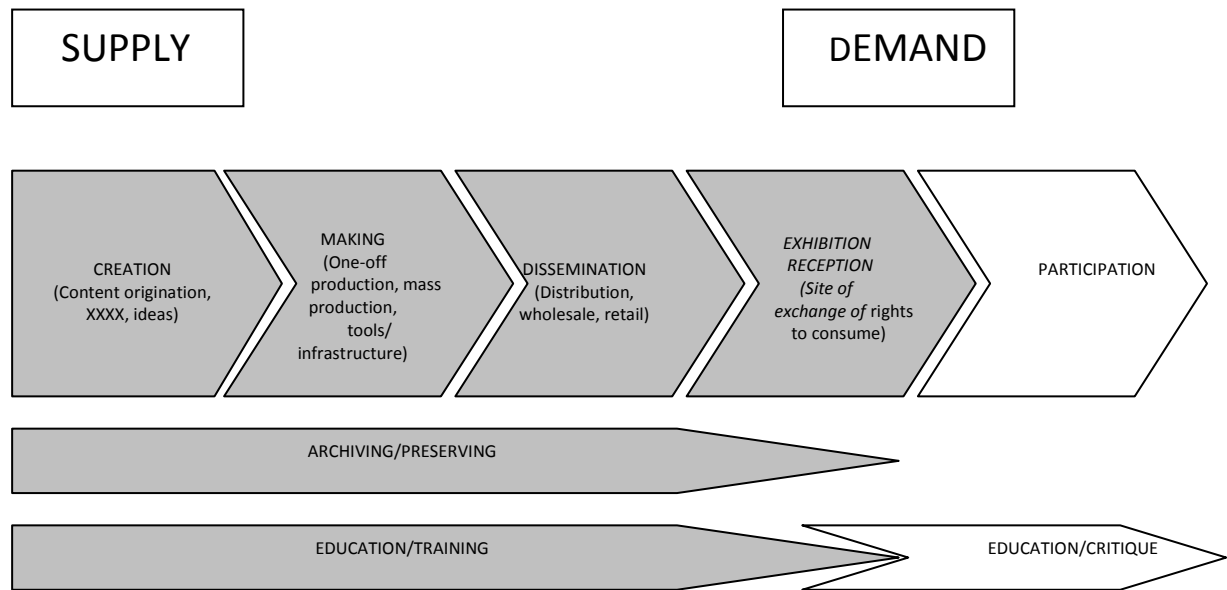 SUPPLY
DEMAND
CREATION
(Content origination,
XXXX, ideas)
MAKING
(One-off
production, mass
production,
tools/
infrastructure)
DISSEMINATION
(Distribution,
wholesale, retail)
EXHIBITION
RECEPTION
(Site of
exchange of rights
to consume)
PARTICIPATION
ARCHIVING/PRESERVING
EDUCATION/TRAINING
EDUCATION/CRITIQUE